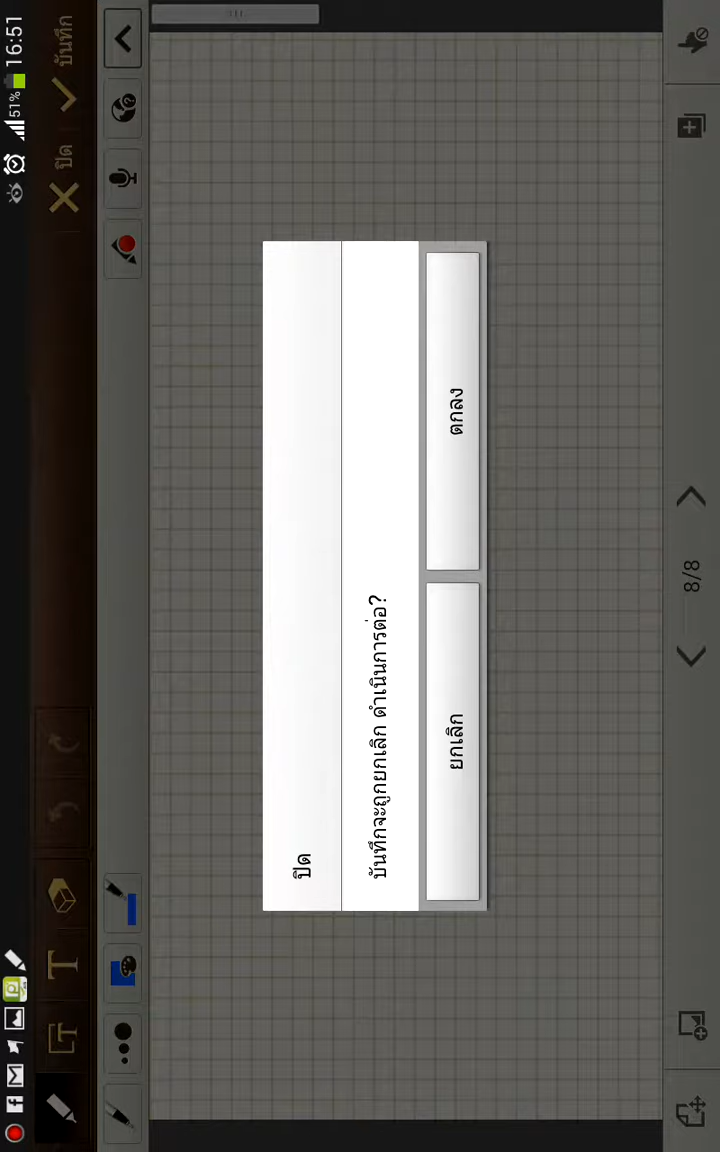 51% 16:51
ปิด
บันทึก
ปิด
บันทึกจะถูกยกเลิก ดำเนินการต่อ?
ยกเลิก
ตกลง
8/8